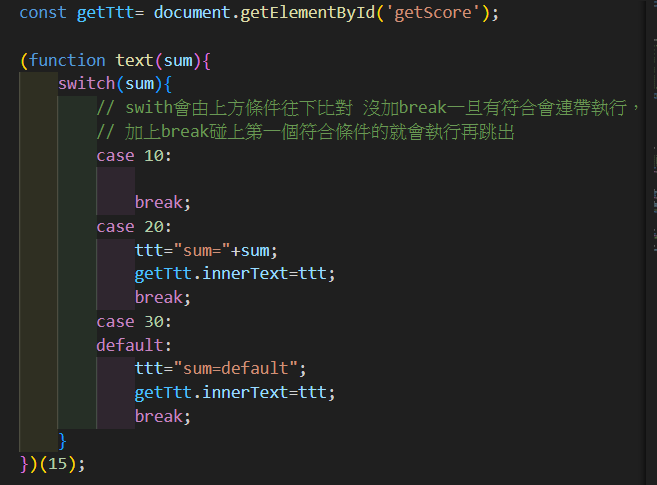 const getTtt= document.getElementById('getScore');
(function text(sum){
switch(sum){
// swith會由上方條件往下比對 沒加break一旦有符合會連帶執行，
// 加上break碰上第一個符合條件的就會執行再跳出
case 10:
break;
case 20:
ttt="sum="+sum;
getTtt.innerText=ttt;
break;
case 30:
default:
ttt="sum=default";
getTtt.innerText=ttt;
break;
}
})(15);